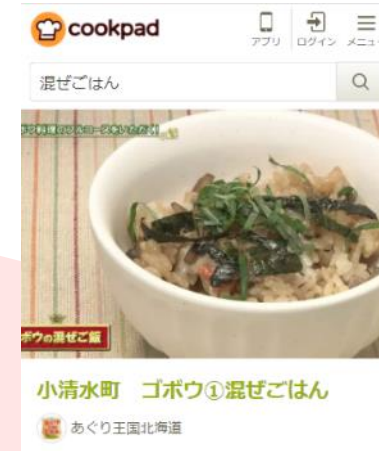 cookpad
アプリ ログイン メニュー
混ぜごはん
ボウの混ぜご飯
小清水町 ゴボウ①混ぜごはん
あぐり王国北海道